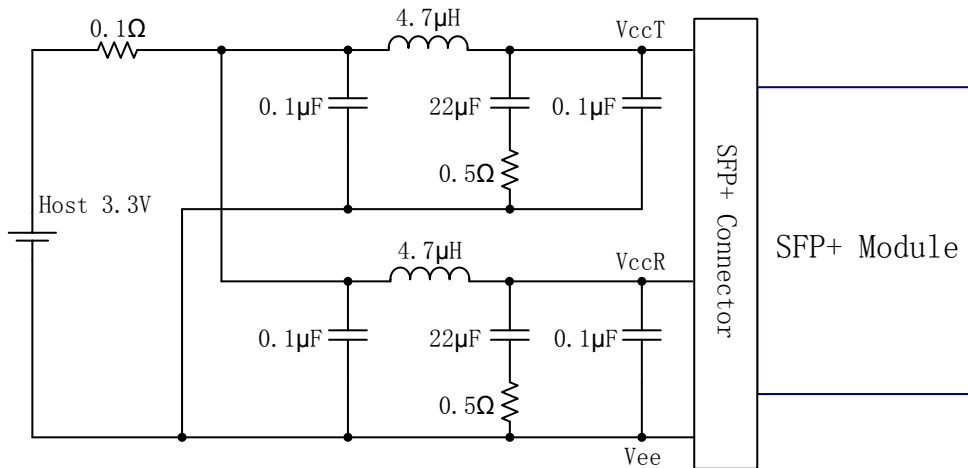 0.1Ω
4.7μH
VccT
0.1μF
22μF
0.1μF
0.5Ω
Host 3.3V
4.7μH
VccR
0.1μF
22μF
0.1μF
0.5Ω
Vee
SFP+ Connector
SFP+ Module